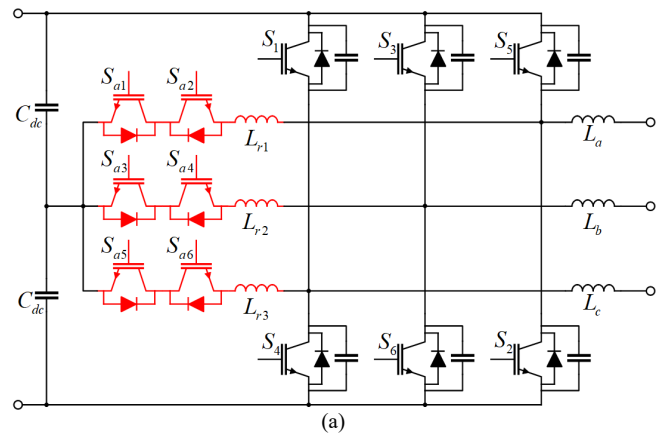 S1 S3 S5
Sa1 Sa2
Cdc
Lr1 La
Sa3 Sa4
Lr2 Lb
Sa5 Sa6
Cdc
Lr3 Lc
S4 S6 S2
(a)